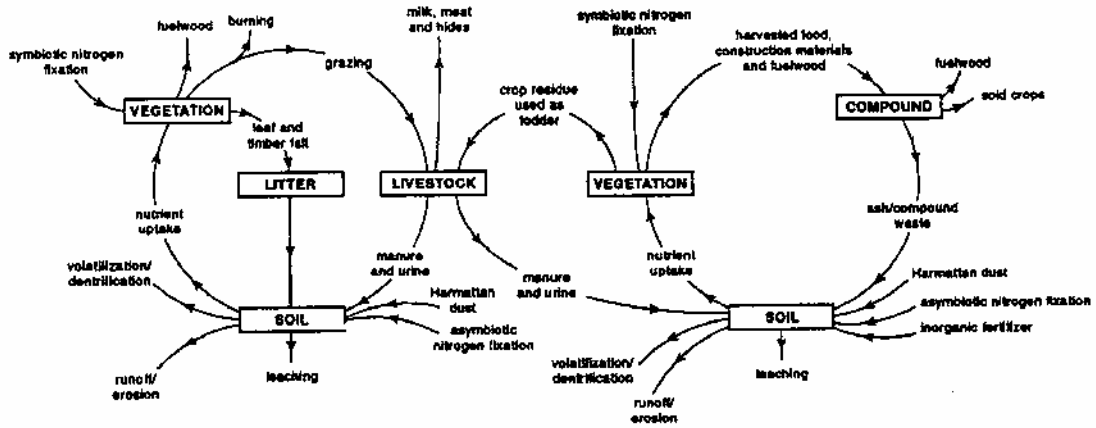 fuelwood
burning
milk, meat
and hides
symbiotic nitrogen
fixation
harvested food,
construction materials
and fuelwood
symbiotic nitrogen
fixation
grazing
fuelwood
crop residue
used as
fodder
sold crops
VEGETATION
COMPOUND
leaf and
timber fall
LITTER
LIVESTOCK
VEGETATION
nutrient
uptake
ash/compound
waste
manure
and urine
nutrient
uptake
volatilization/
dentrification
manure
and urine
Harmattan
dust
Harmattan dust
asymbiotic nitrogen fixation
SOIL
SOIL
inorganic fertilizer
asymbiotic
nitrogen fixation
runoff/
erosion
leaching
volatilization/
dentrification
leaching
runoff/
erosion